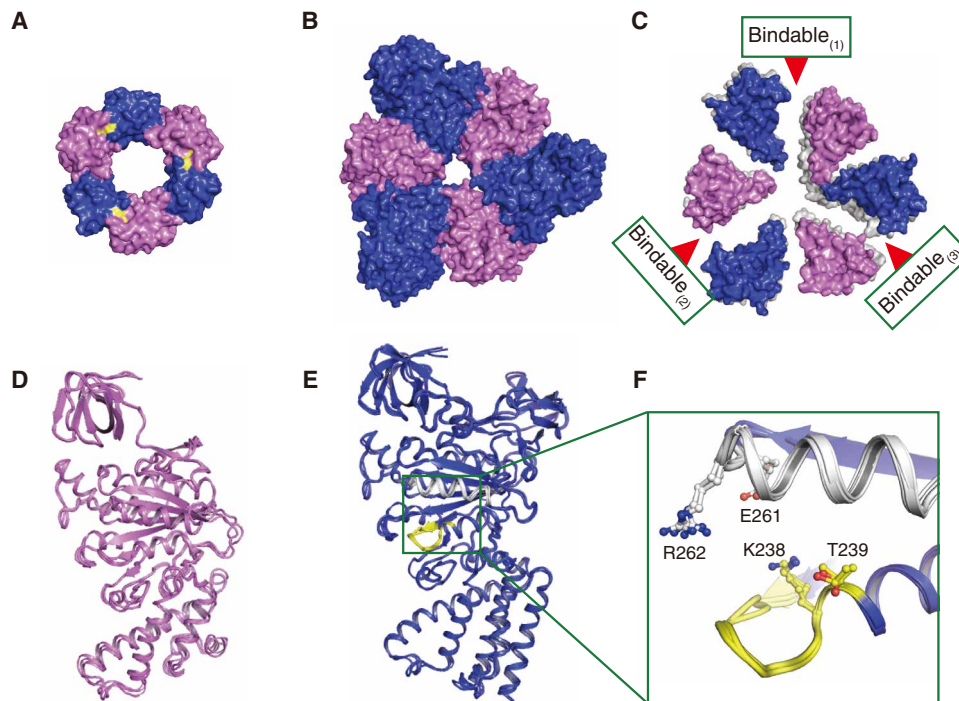 A
B
C
Bindable(1)
Bindable(2)
Bindable(3)
D
E
F
E261
R262
K238
T239